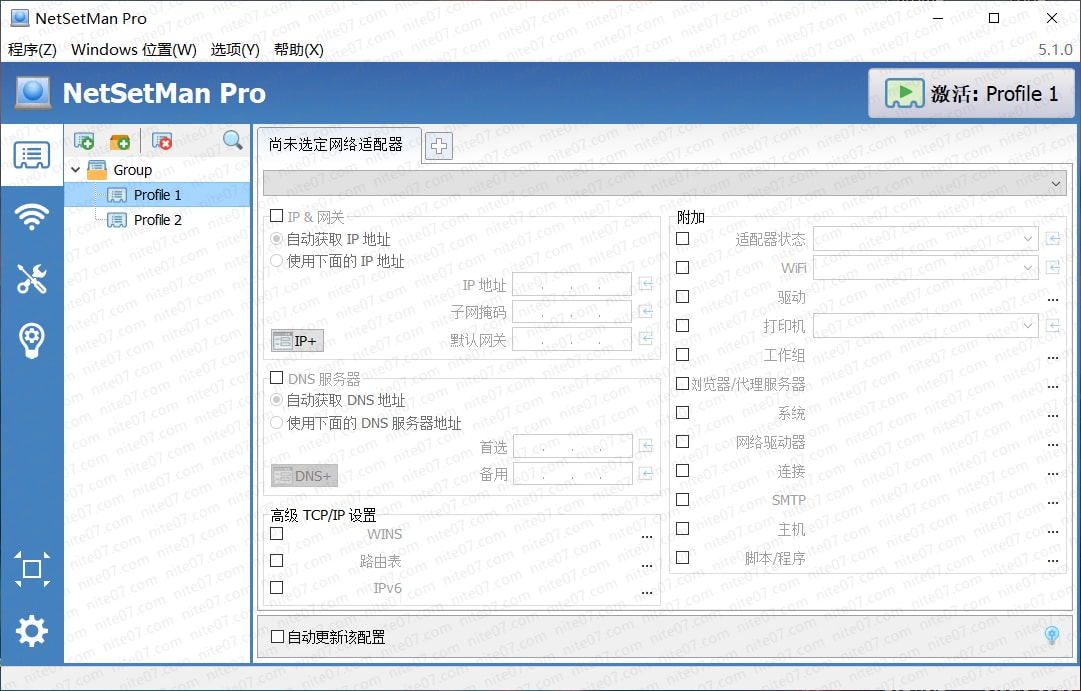 NetSetMan Pro
程序(Z) Windows 位置(W) 选项(Y) 帮助(X) 5.1.0
NetSetMan Pro
激活: Profile 1
Group
Profile 1
Profile 2
尚未选定网络适配器
IP & 网关
自动获取 IP 地址
使用下面的 IP 地址
IP 地址
子网掩码
默认网关
IP+
DNS 服务器
自动获取 DNS 地址
使用下面的 DNS 服务器地址
首选
备用
DNS+
高级 TCP/IP 设置
WINS ...
路由表 ...
IPv6 ...
附加
适配器状态
WiFi
驱动 ...
打印机
工作组 ...
浏览器/代理服务器 ...
系统 ...
网络驱动器 ...
连接 ...
SMTP ...
主机 ...
脚本/程序 ...
自动更新该配置
nite07.com